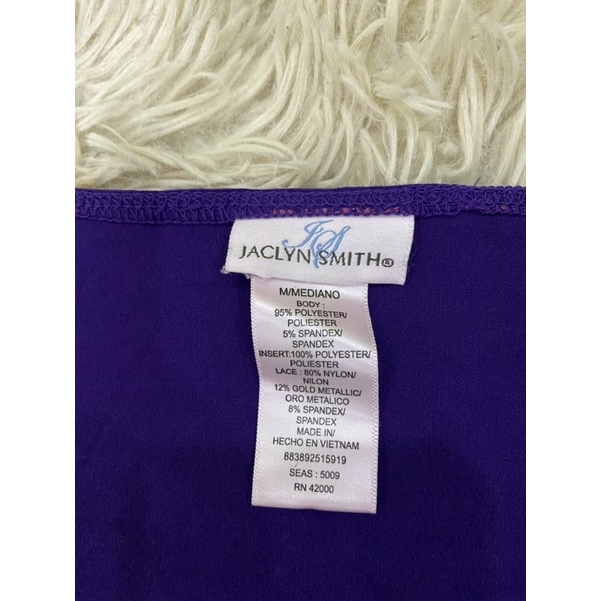 JS
JACLYN SMITH®
M/MEDIANO
BODY :
95% POLYESTER/
POLIESTER
5% SPANDEX/
SPANDEX
INSERT:100% POLYESTER/
POLIESTER
LACE : 80% NYLON/
NILON
12% GOLD METALLIC/
ORO METALICO
8% SPANDEX/
SPANDEX
MADE IN/
HECHO EN VIETNAM
883892515919
SEAS : 5009
RN 42000